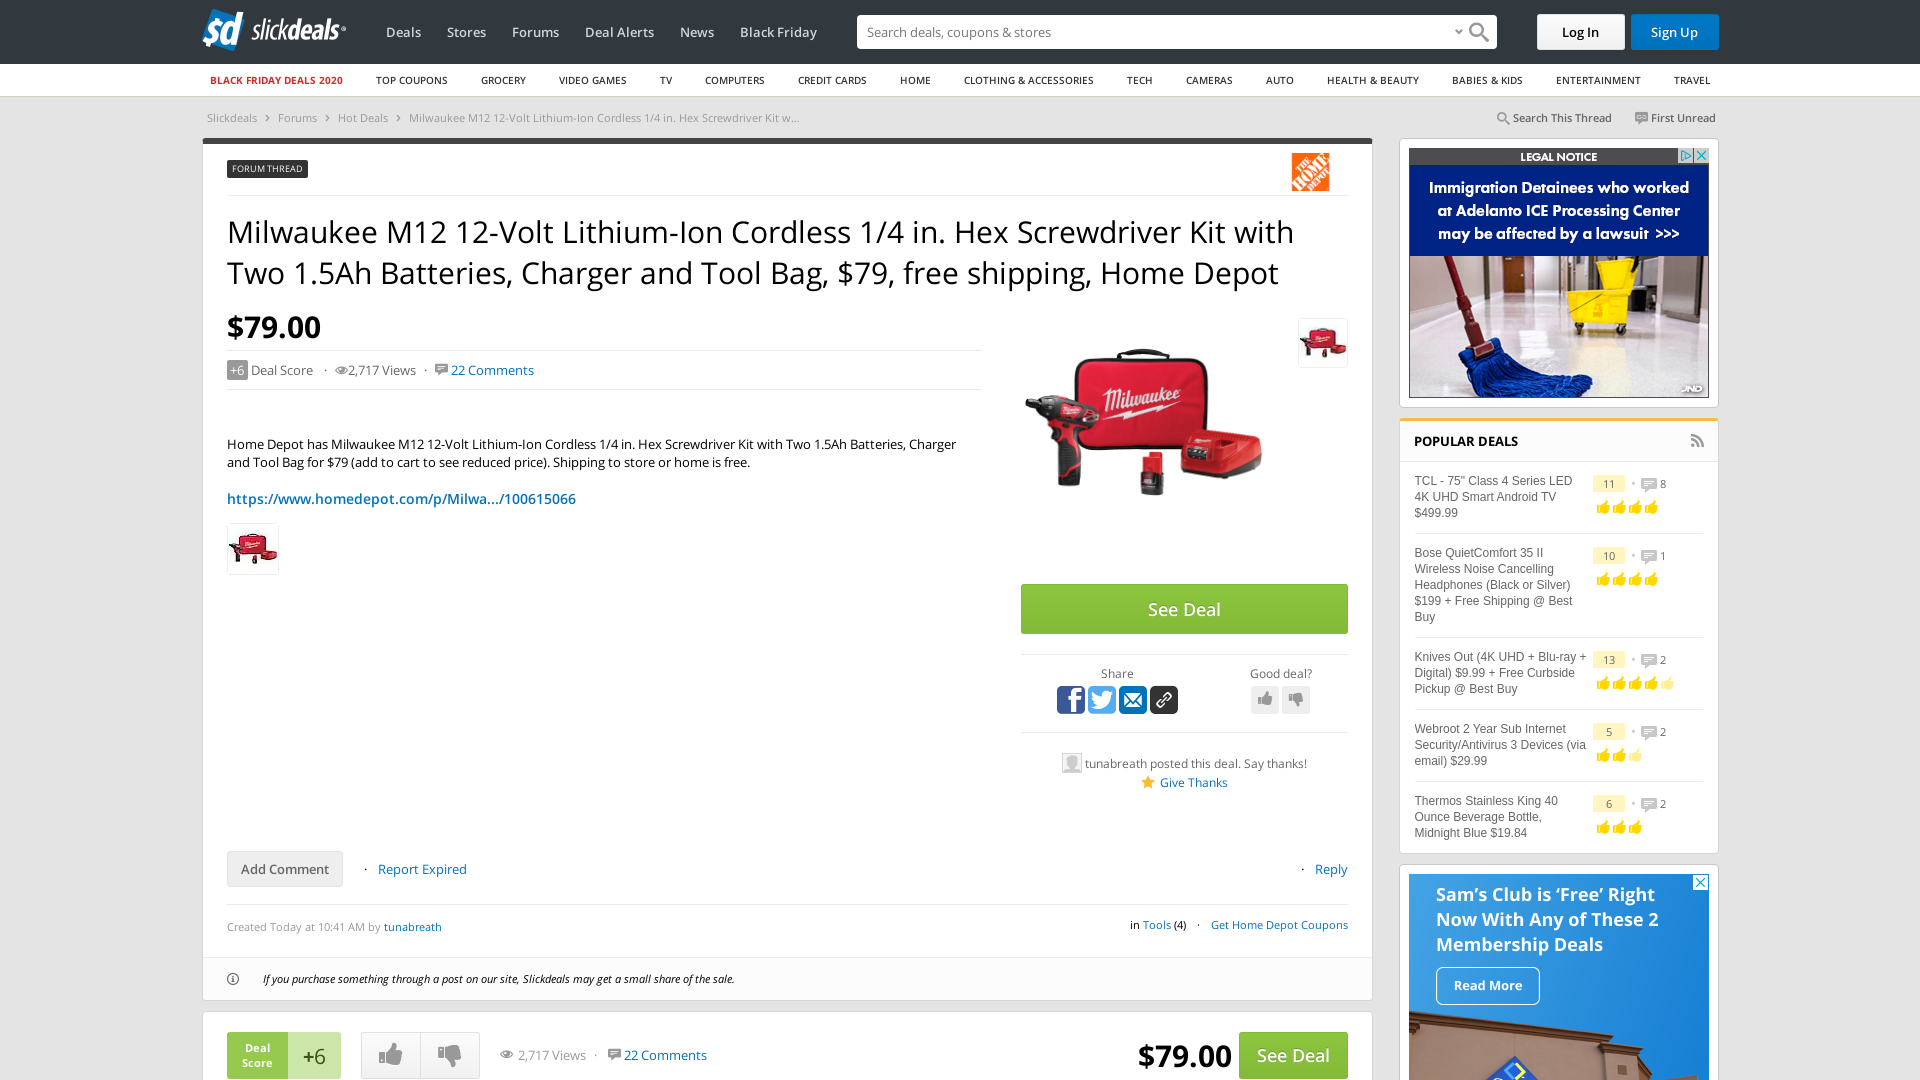 sd slickdeals
Deals Stores Forums Deal Alerts News Black Friday
Search deals, coupons & shopping
Log In Sign Up
BLACK FRIDAY DEALS 2020 TOP COUPONS GROCERY VIDEO GAMES TV COMPUTERS CREDIT CARDS HOME CLOTHING & ACCESSORIES TECH CAMERAS AUTO HEALTH & BEAUTY BABIES & KIDS ENTERTAINMENT TRAVEL
Slickdeals › Forums › Hot Deals › Milwaukee M12 12-Volt Lithium-Ion Cordless 1/4 in. Hex Screwdriver Kit w...
Search This Thread First Unread
FORUM THREAD
THE HOME DEPOT
Milwaukee M12 12-Volt Lithium-Ion Cordless 1/4 in. Hex Screwdriver Kit with
Two 1.5Ah Batteries, Charger and Tool Bag, $79, free shipping, Home Depot
$79.00
+6 Deal Score · 2,717 Views · 22 Comments
Milwaukee
Home Depot has Milwaukee M12 12-Volt Lithium-Ion Cordless 1/4 in. Hex Screwdriver Kit with Two 1.5Ah Batteries, Charger
and Tool Bag for $79 (add to cart to see reduced price). Shipping to store or home is free.
https://www.homedepot.com/p/Milwa.../100615066
See Deal
Share
Good deal?
tunabreath posted this deal. Say thanks!
Give Thanks
Add Comment · Report Expired
· Reply
Created Today at 10:41 AM by tunabreath
in Tools (4) · Get Home Depot Coupons
If you purchase something through a post on our site, Slickdeals may get a small share of the sale.
Deal
Score
+6
2,717 Views · 22 Comments
$79.00
See Deal
LEGAL NOTICE
Immigration Detainees who worked
at Adelanto ICE Processing Center
may be affected by a lawsuit >>>
JND
POPULAR DEALS
TCL - 75" Class 4 Series LED
4K UHD Smart Android TV
$499.99
11 · 8
Bose QuietComfort 35 II
Wireless Noise Cancelling
Headphones (Black or Silver)
$199 + Free Shipping @ Best
Buy
10 · 1
Knives Out (4K UHD + Blu-ray +
Digital) $9.99 + Free Curbside
Pickup @ Best Buy
13 · 2
Webroot 2 Year Sub Internet
Security/Antivirus 3 Devices (via
email) $29.99
5 · 2
Thermos Stainless King 40
Ounce Beverage Bottle,
Midnight Blue $19.84
6 · 2
Sam's Club is 'Free' Right
Now With Any of These 2
Membership Deals
Read More